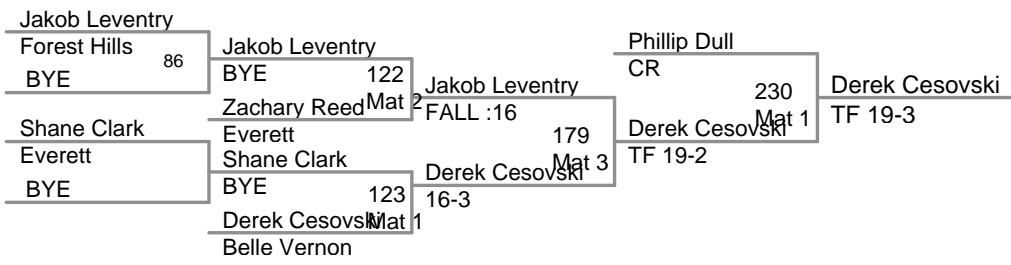 Jakob Leventry
Forest Hills
86
BYE
Shane Clark
Everett
BYE
Jakob Leventry
BYE
122
Mat 2
Zachary Reed
Everett
Shane Clark
BYE
123
Mat 1
Derek Cesovski
Belle Vernon
Jakob Leventry
FALL :16
179
Mat 3
Derek Cesovski
16-3
Phillip Dull
CR
230
Mat 1
Derek Cesovski
TF 19-2
Derek Cesovski
TF 19-3